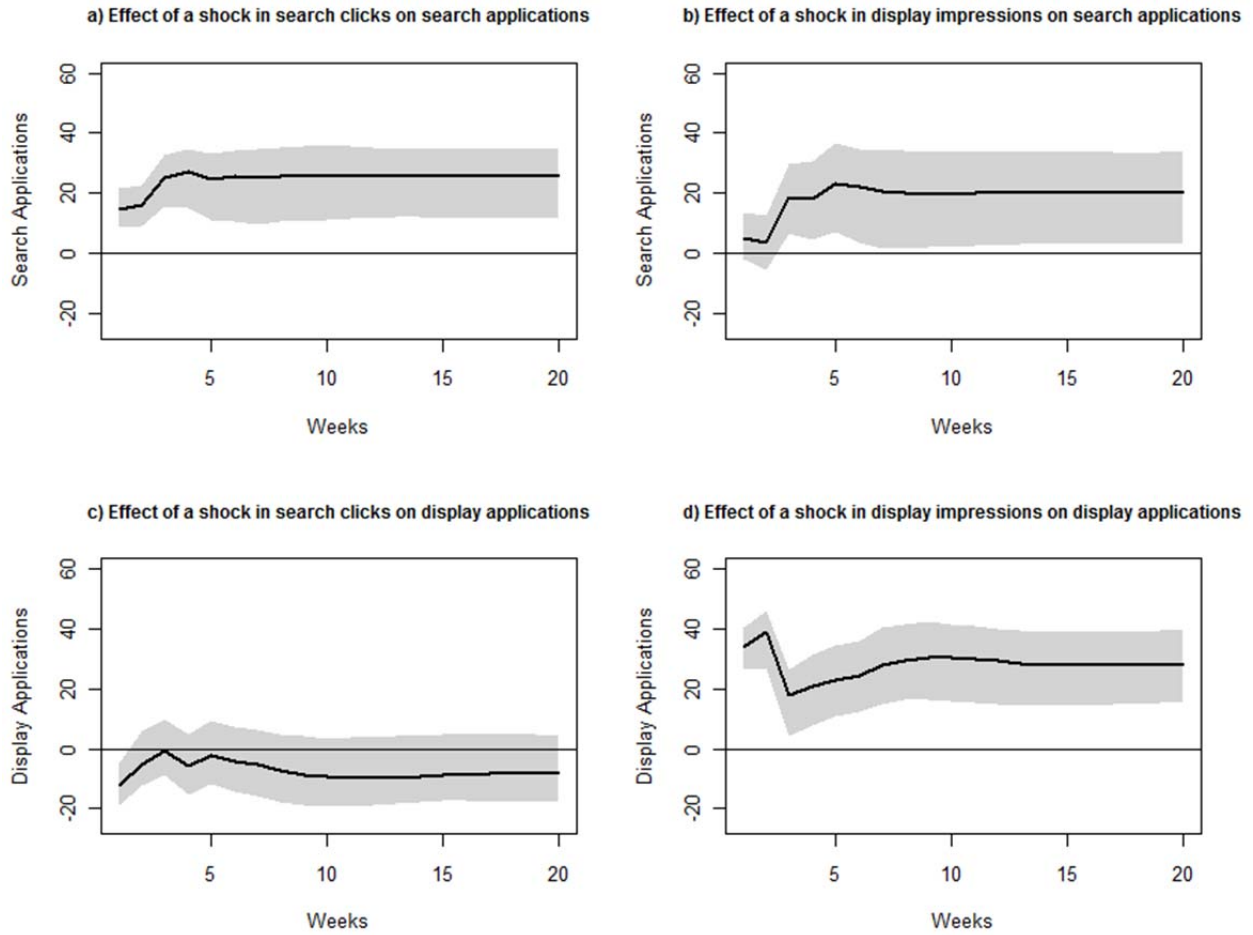 a) Effect of a shock in search clicks on search applications
Search Applications
60
40
20
0
-20
5 10 15 20
Weeks
b) Effect of a shock in display impressions on search applications
Search Applications
60
40
20
0
-20
5 10 15 20
Weeks
c) Effect of a shock in search clicks on display applications
Display Applications
60
40
20
0
-20
5 10 15 20
Weeks
d) Effect of a shock in display impressions on display applications
Display Applications
60
40
20
0
-20
5 10 15 20
Weeks